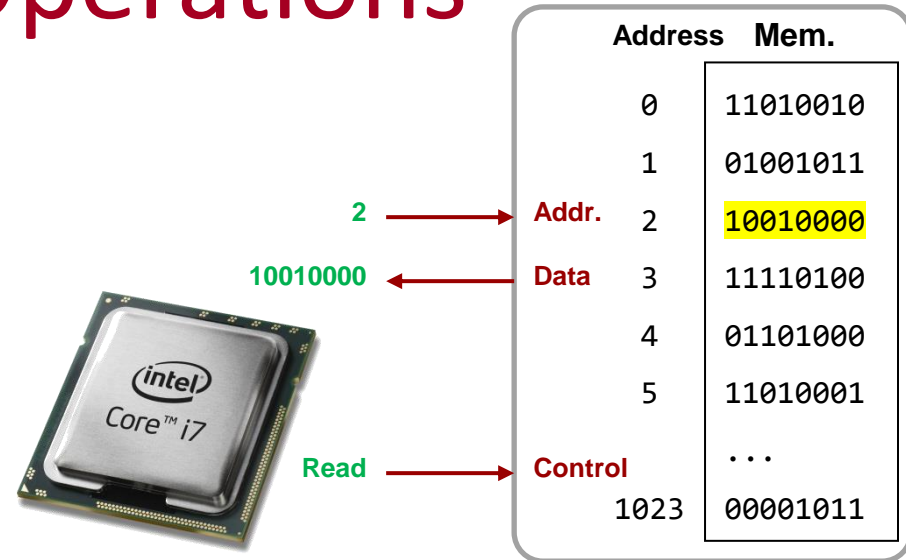 Operations
Address Mem.
0 11010010
1 01001011
2 Addr. 2 10010000
10010000 Data 3 11110100
4 01101000
5 11010001
intel
Core™ i7
Read Control ...
1023 00001011